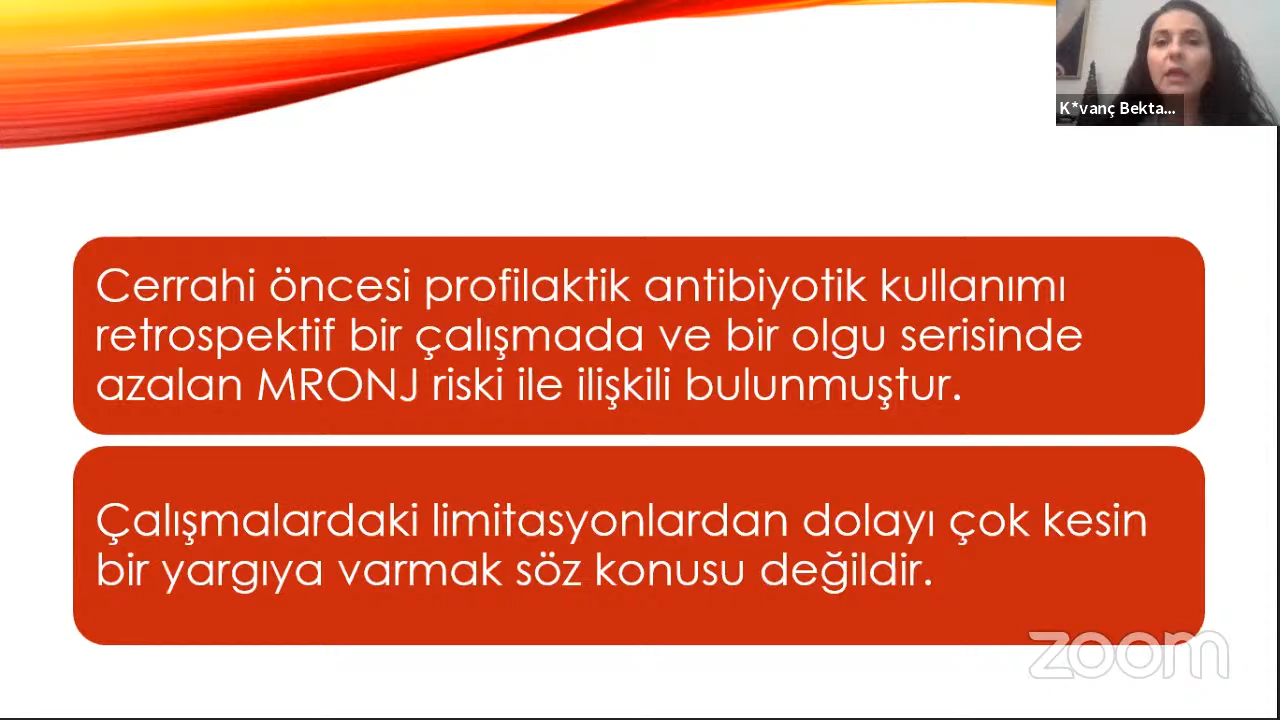 K*vanç Bekta...
Cerrahi öncesi profilaktik antibiyotik kullanımı
retrospektif bir çalışmada ve bir olgu serisinde
azalan MRONJ riski ile ilişkili bulunmuştur.
Çalışmalardaki limitasyonlardan dolayı çok kesin
bir yargıya varmak söz konusu değildir.
zoom